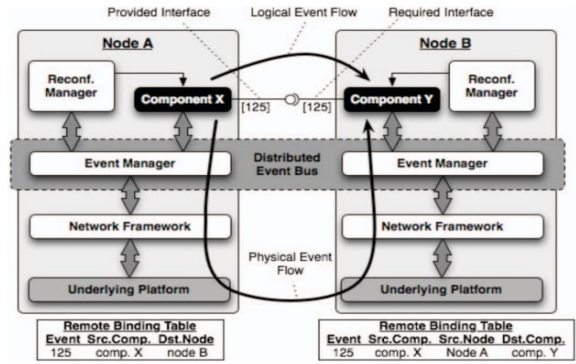 Provided Interface
Logical Event Flow
Required Interface
Node A
Node B
Reconf.
Manager
Component X
[125]
[125]
Component Y
Reconf.
Manager
Event Manager
Distributed
Event Bus
Event Manager
Network Framework
Network Framework
Physical Event
Flow
Underlying Platform
Underlying Platform
Remote Binding Table
Event Src.Comp. Dst.Node
125 comp. X node B
Remote Binding Table
Event Src.Comp. Src.Node Dst.Comp.
125 comp. X Node A comp. Y